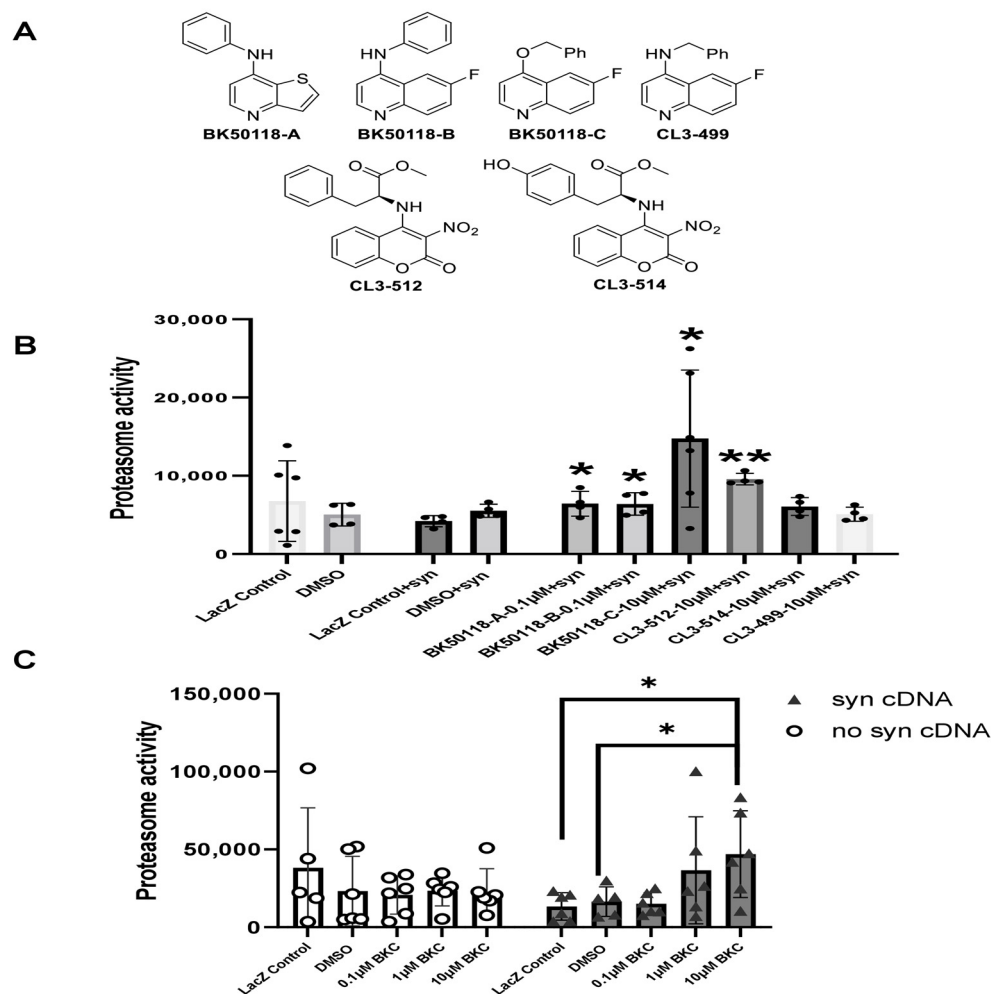 A
NH
S
N
BK50118-A
HN
F
N
BK50118-B
O
Ph
F
N
BK50118-C
HN
Ph
F
N
CL3-499
O
O
NH
NO2
O
O
CL3-512
HO
O
O
NH
NO2
O
O
CL3-514
B
Proteasome activity
30,000
20,000
10,000
0
*
*
*
**
LacZ Control
DMSO
LacZ Control+syn
DMSO+syn
BK50118-A-0.1μM+syn
BK50118-B-0.1μM+syn
BK50118-C-10μM+syn
CL3-512-10μM+syn
CL3-514-10μM+syn
CL3-499-10μM+syn
C
Proteasome activity
150,000
100,000
50,000
0
*
*
syn cDNA
no syn cDNA
LacZ Control
DMSO
0.1μM BKC
1μM BKC
10μM BKC
LacZ Control
DMSO
0.1μM BKC
1μM BKC
10μM BKC